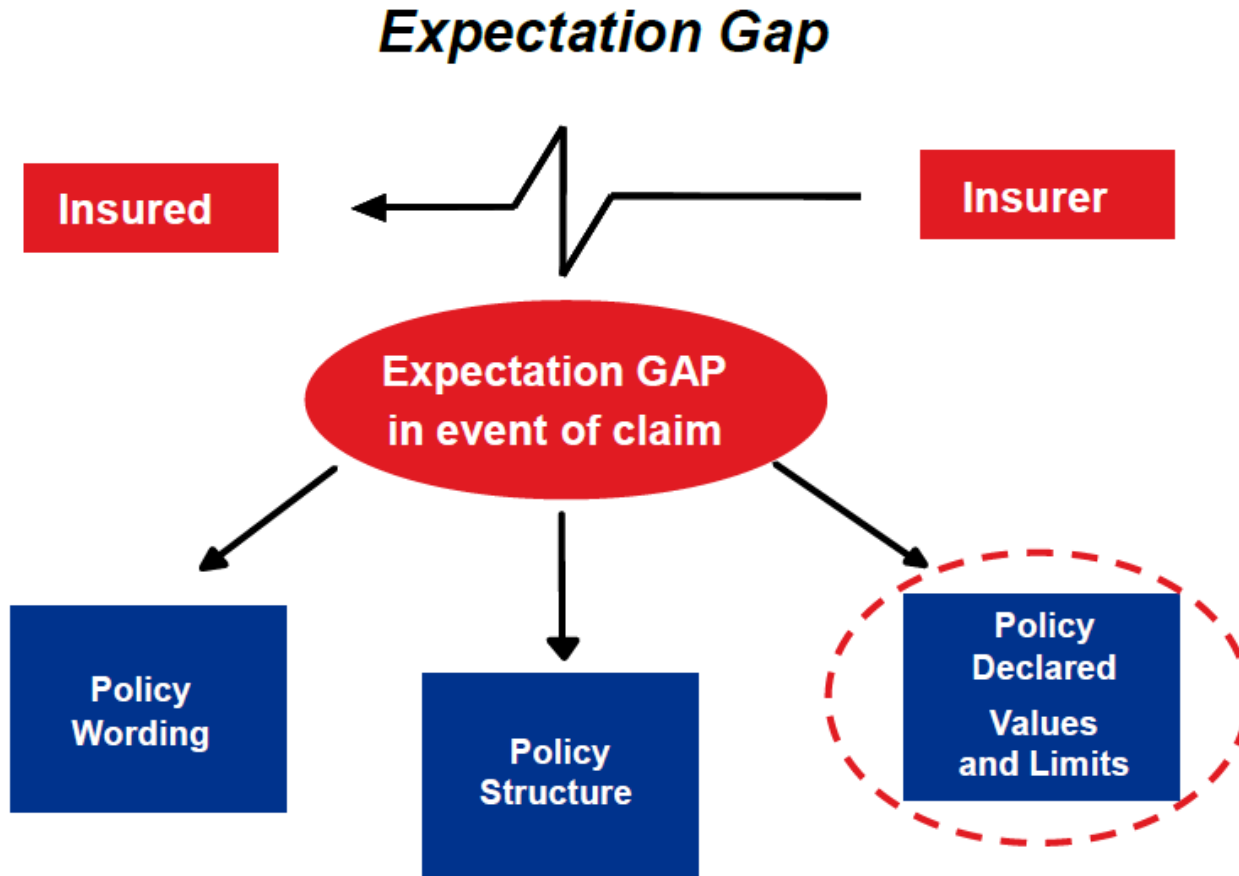 Expectation Gap
Insured
Insurer
Expectation GAP
in event of claim
Policy
Wording
Policy
Structure
Policy
Declared
Values
and Limits